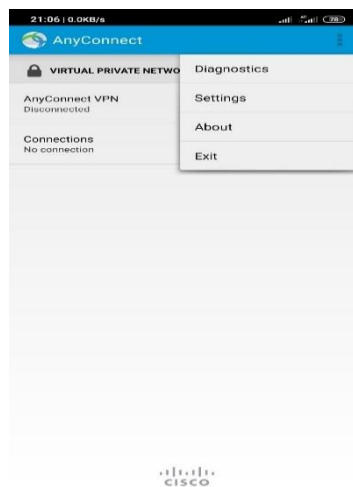 21:06 | 0.0KB/s
78
AnyConnect
VIRTUAL PRIVATE NETWO
Diagnostics
AnyConnect VPN
Disconnected
Settings
About
Connections
No connection
Exit
CISCO